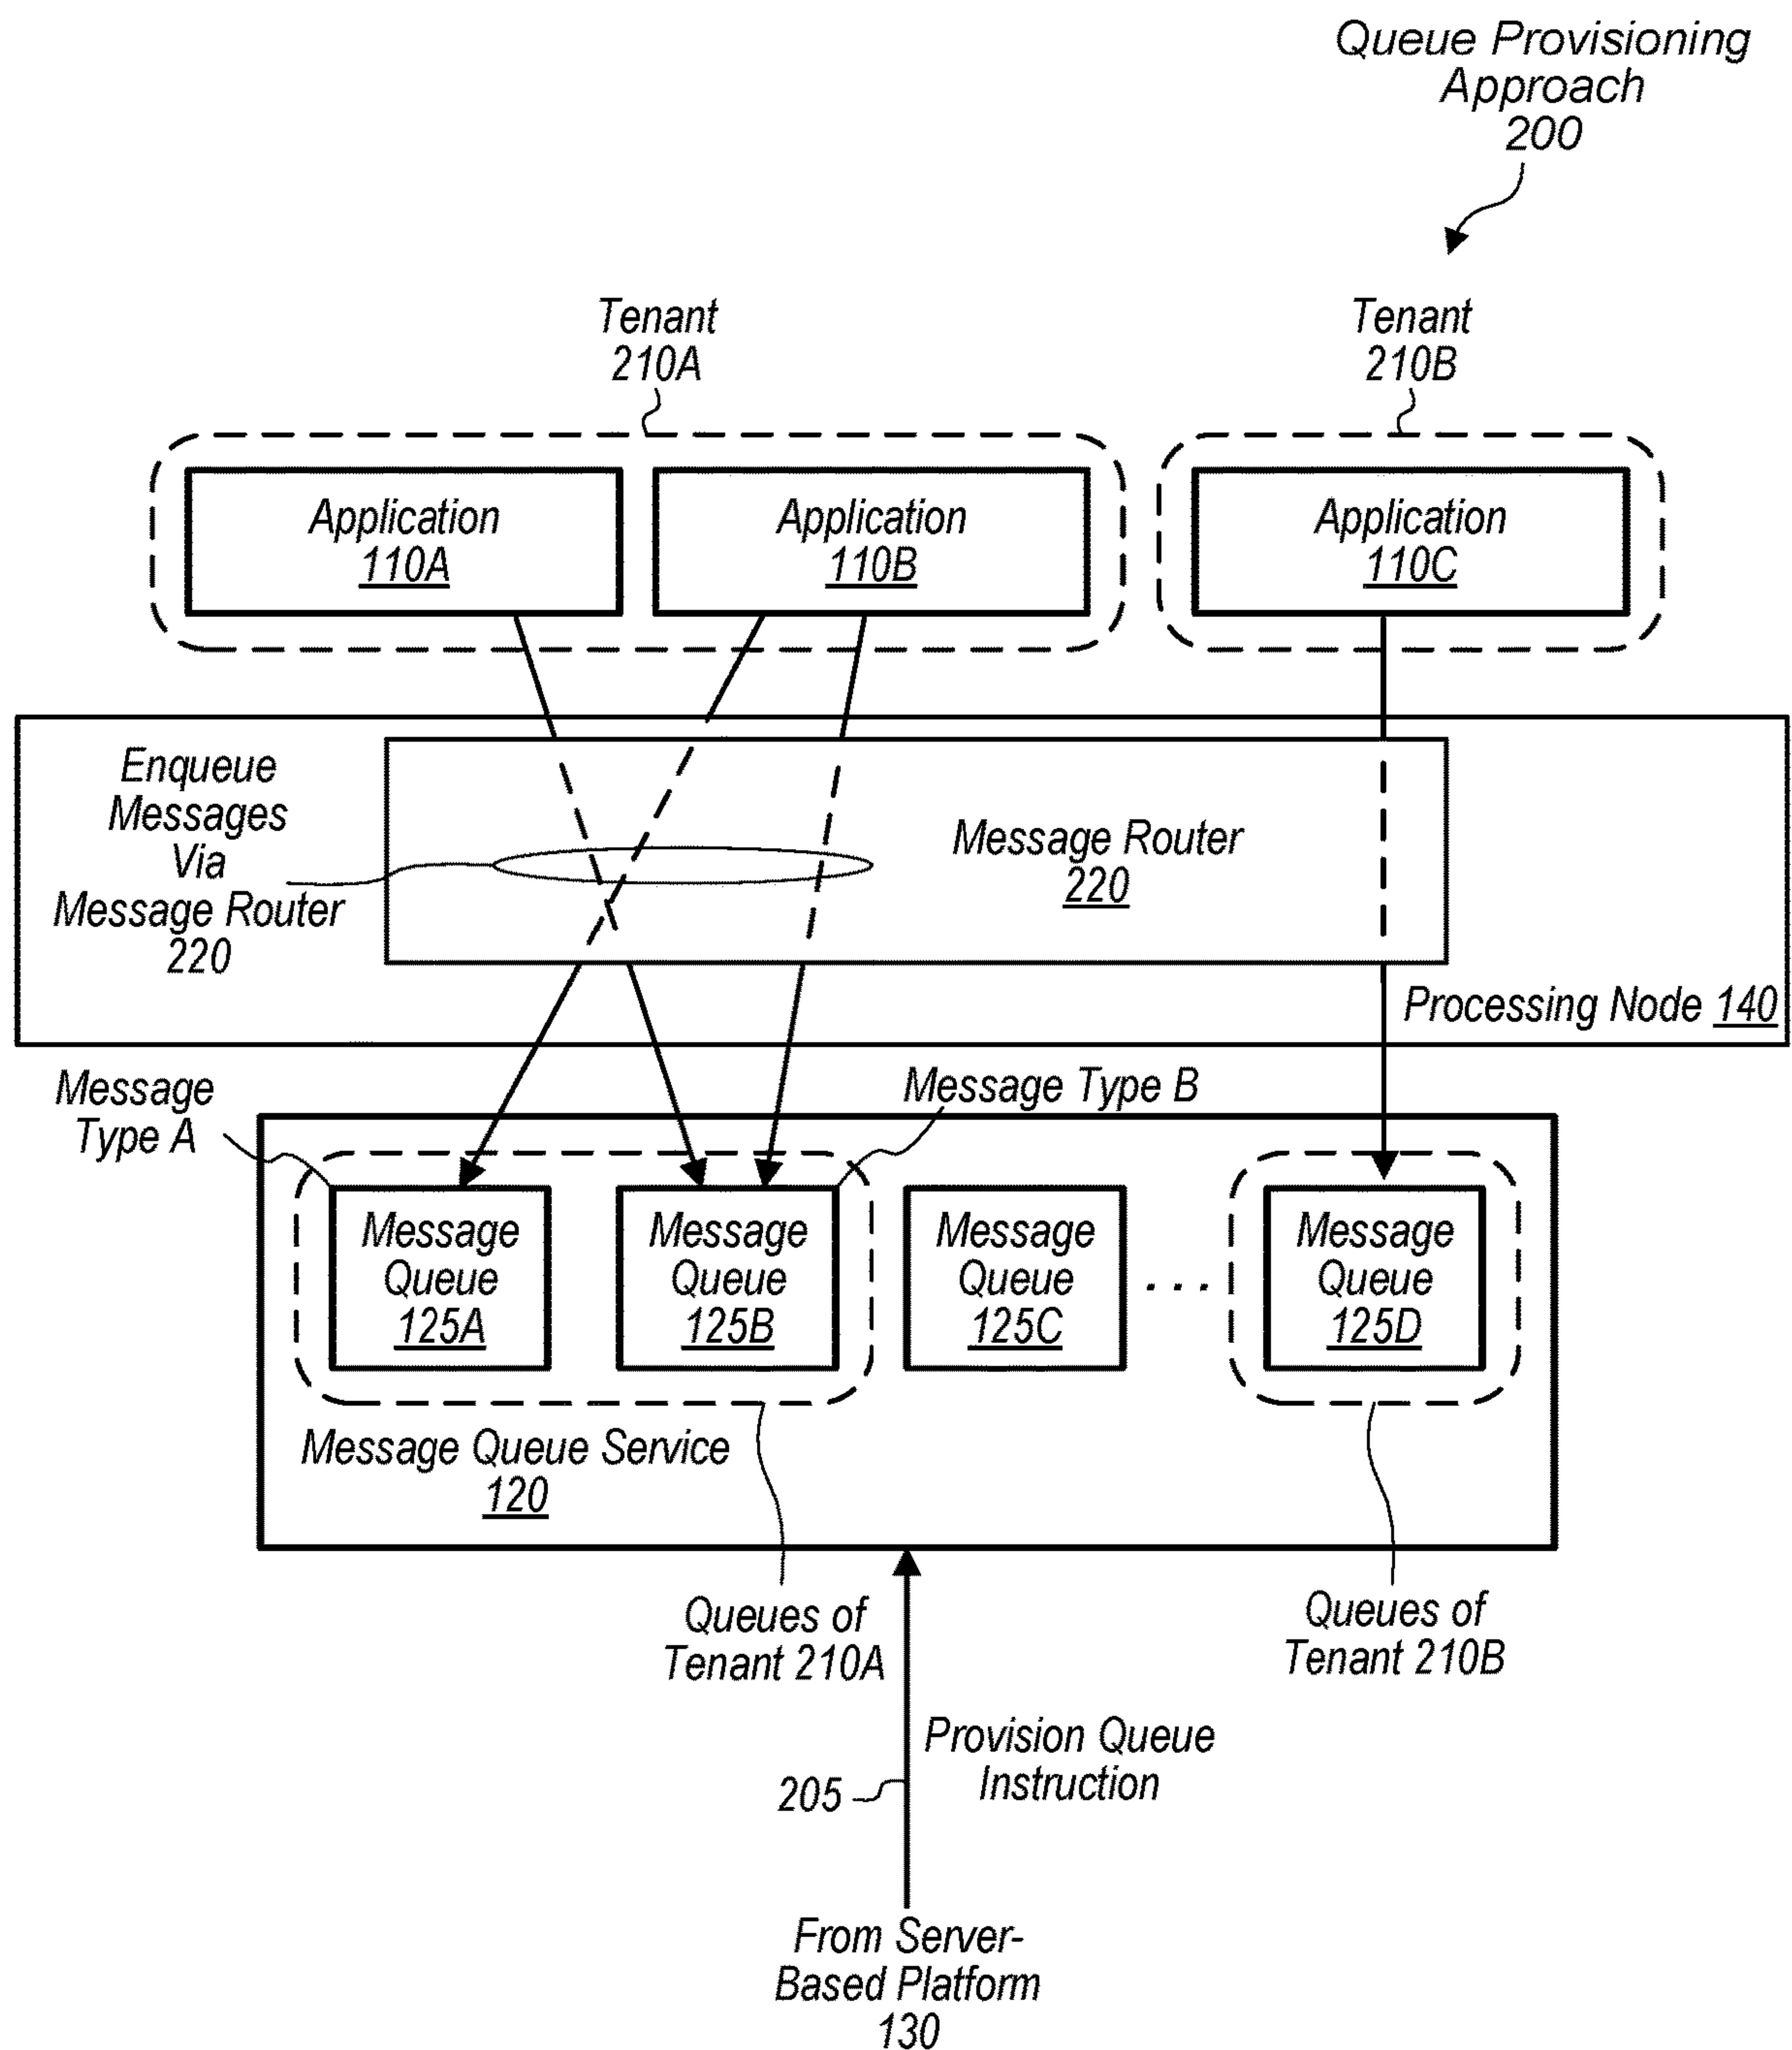 Queue Provisioning
Approach
200
Tenant
210A
Tenant
210B
Application
110A
Application
110B
Application
110C
Enqueue
Messages
Via
Message Router
220
Message Router
220
Processing Node 140
Message
Type A
Message Type B
Message
Queue
125A
Message
Queue
125B
Message
Queue
125C
. . .
Message
Queue
125D
Message Queue Service
120
Queues of
Tenant 210A
Queues of
Tenant 210B
Provision Queue
Instruction
205
From Server-
Based Platform
130